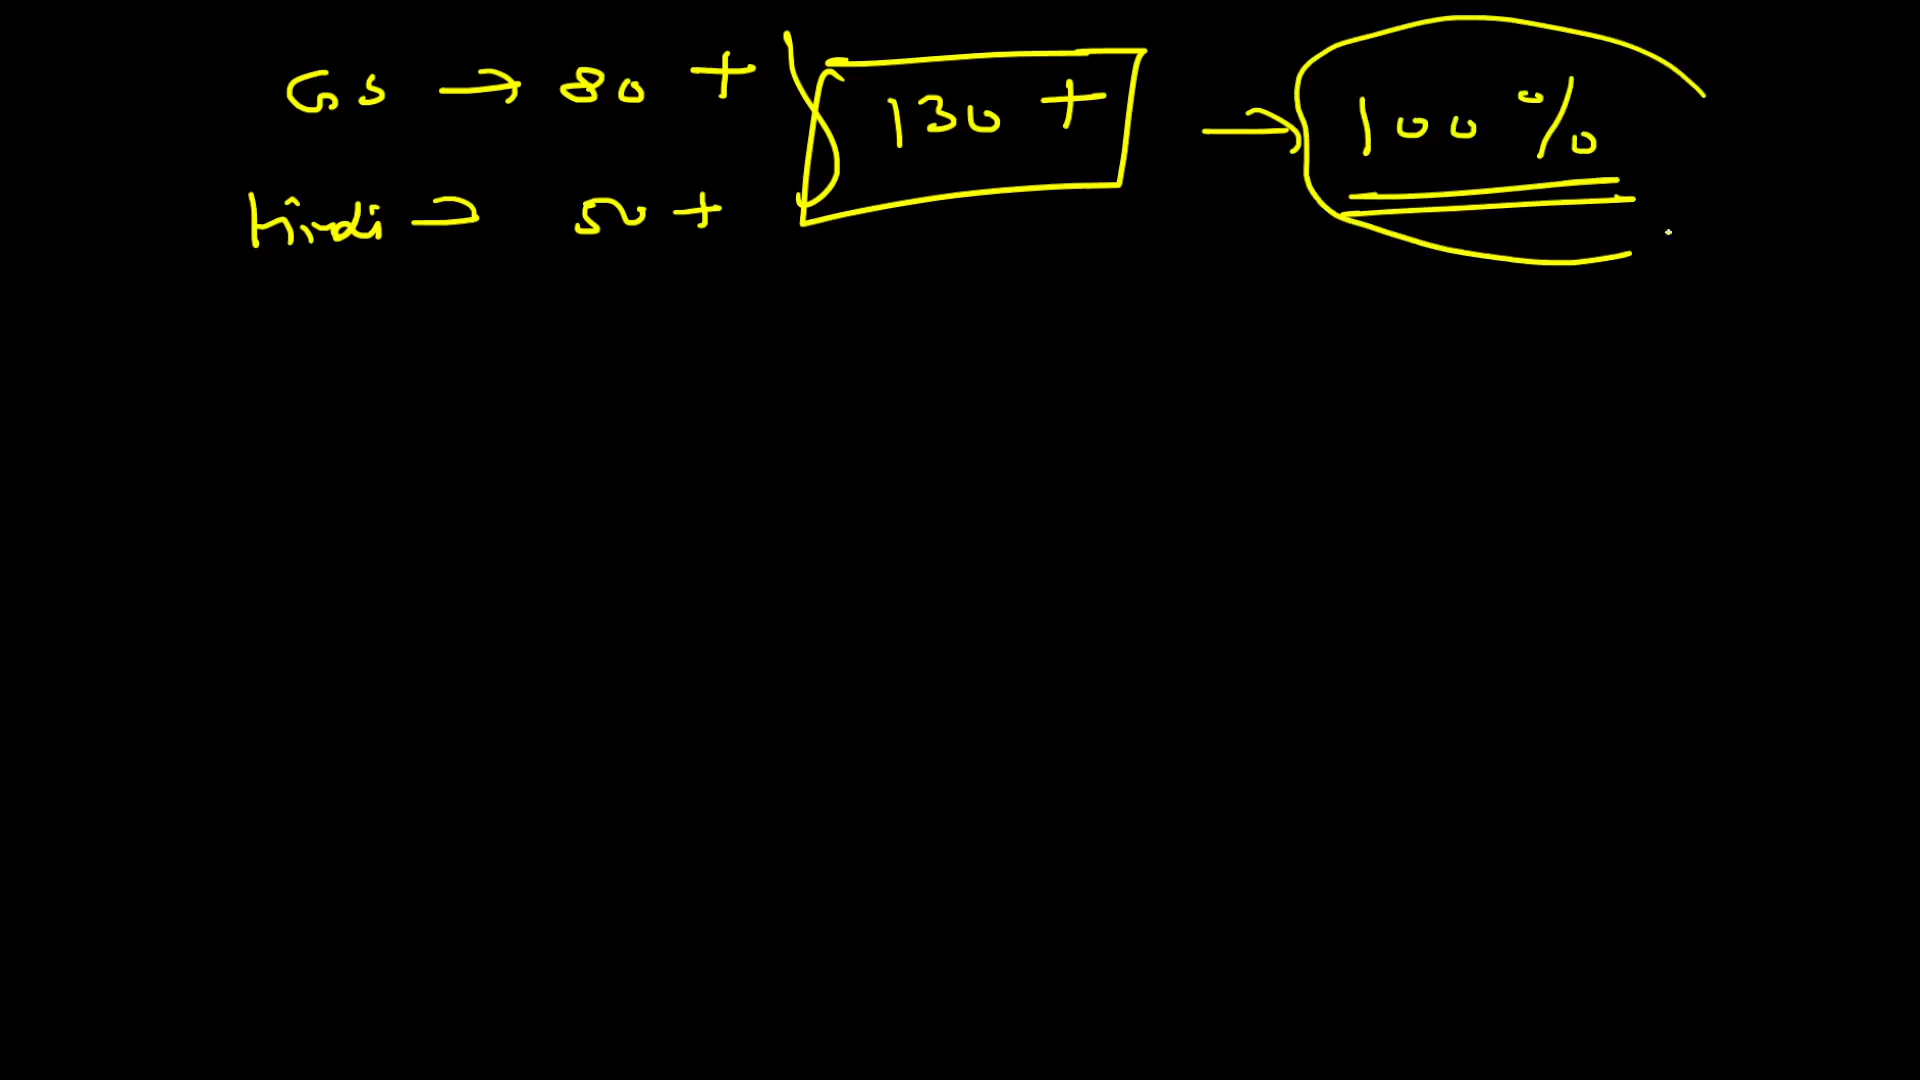 GS → 80 +
130 + → 100 %
Hindi → 50 +